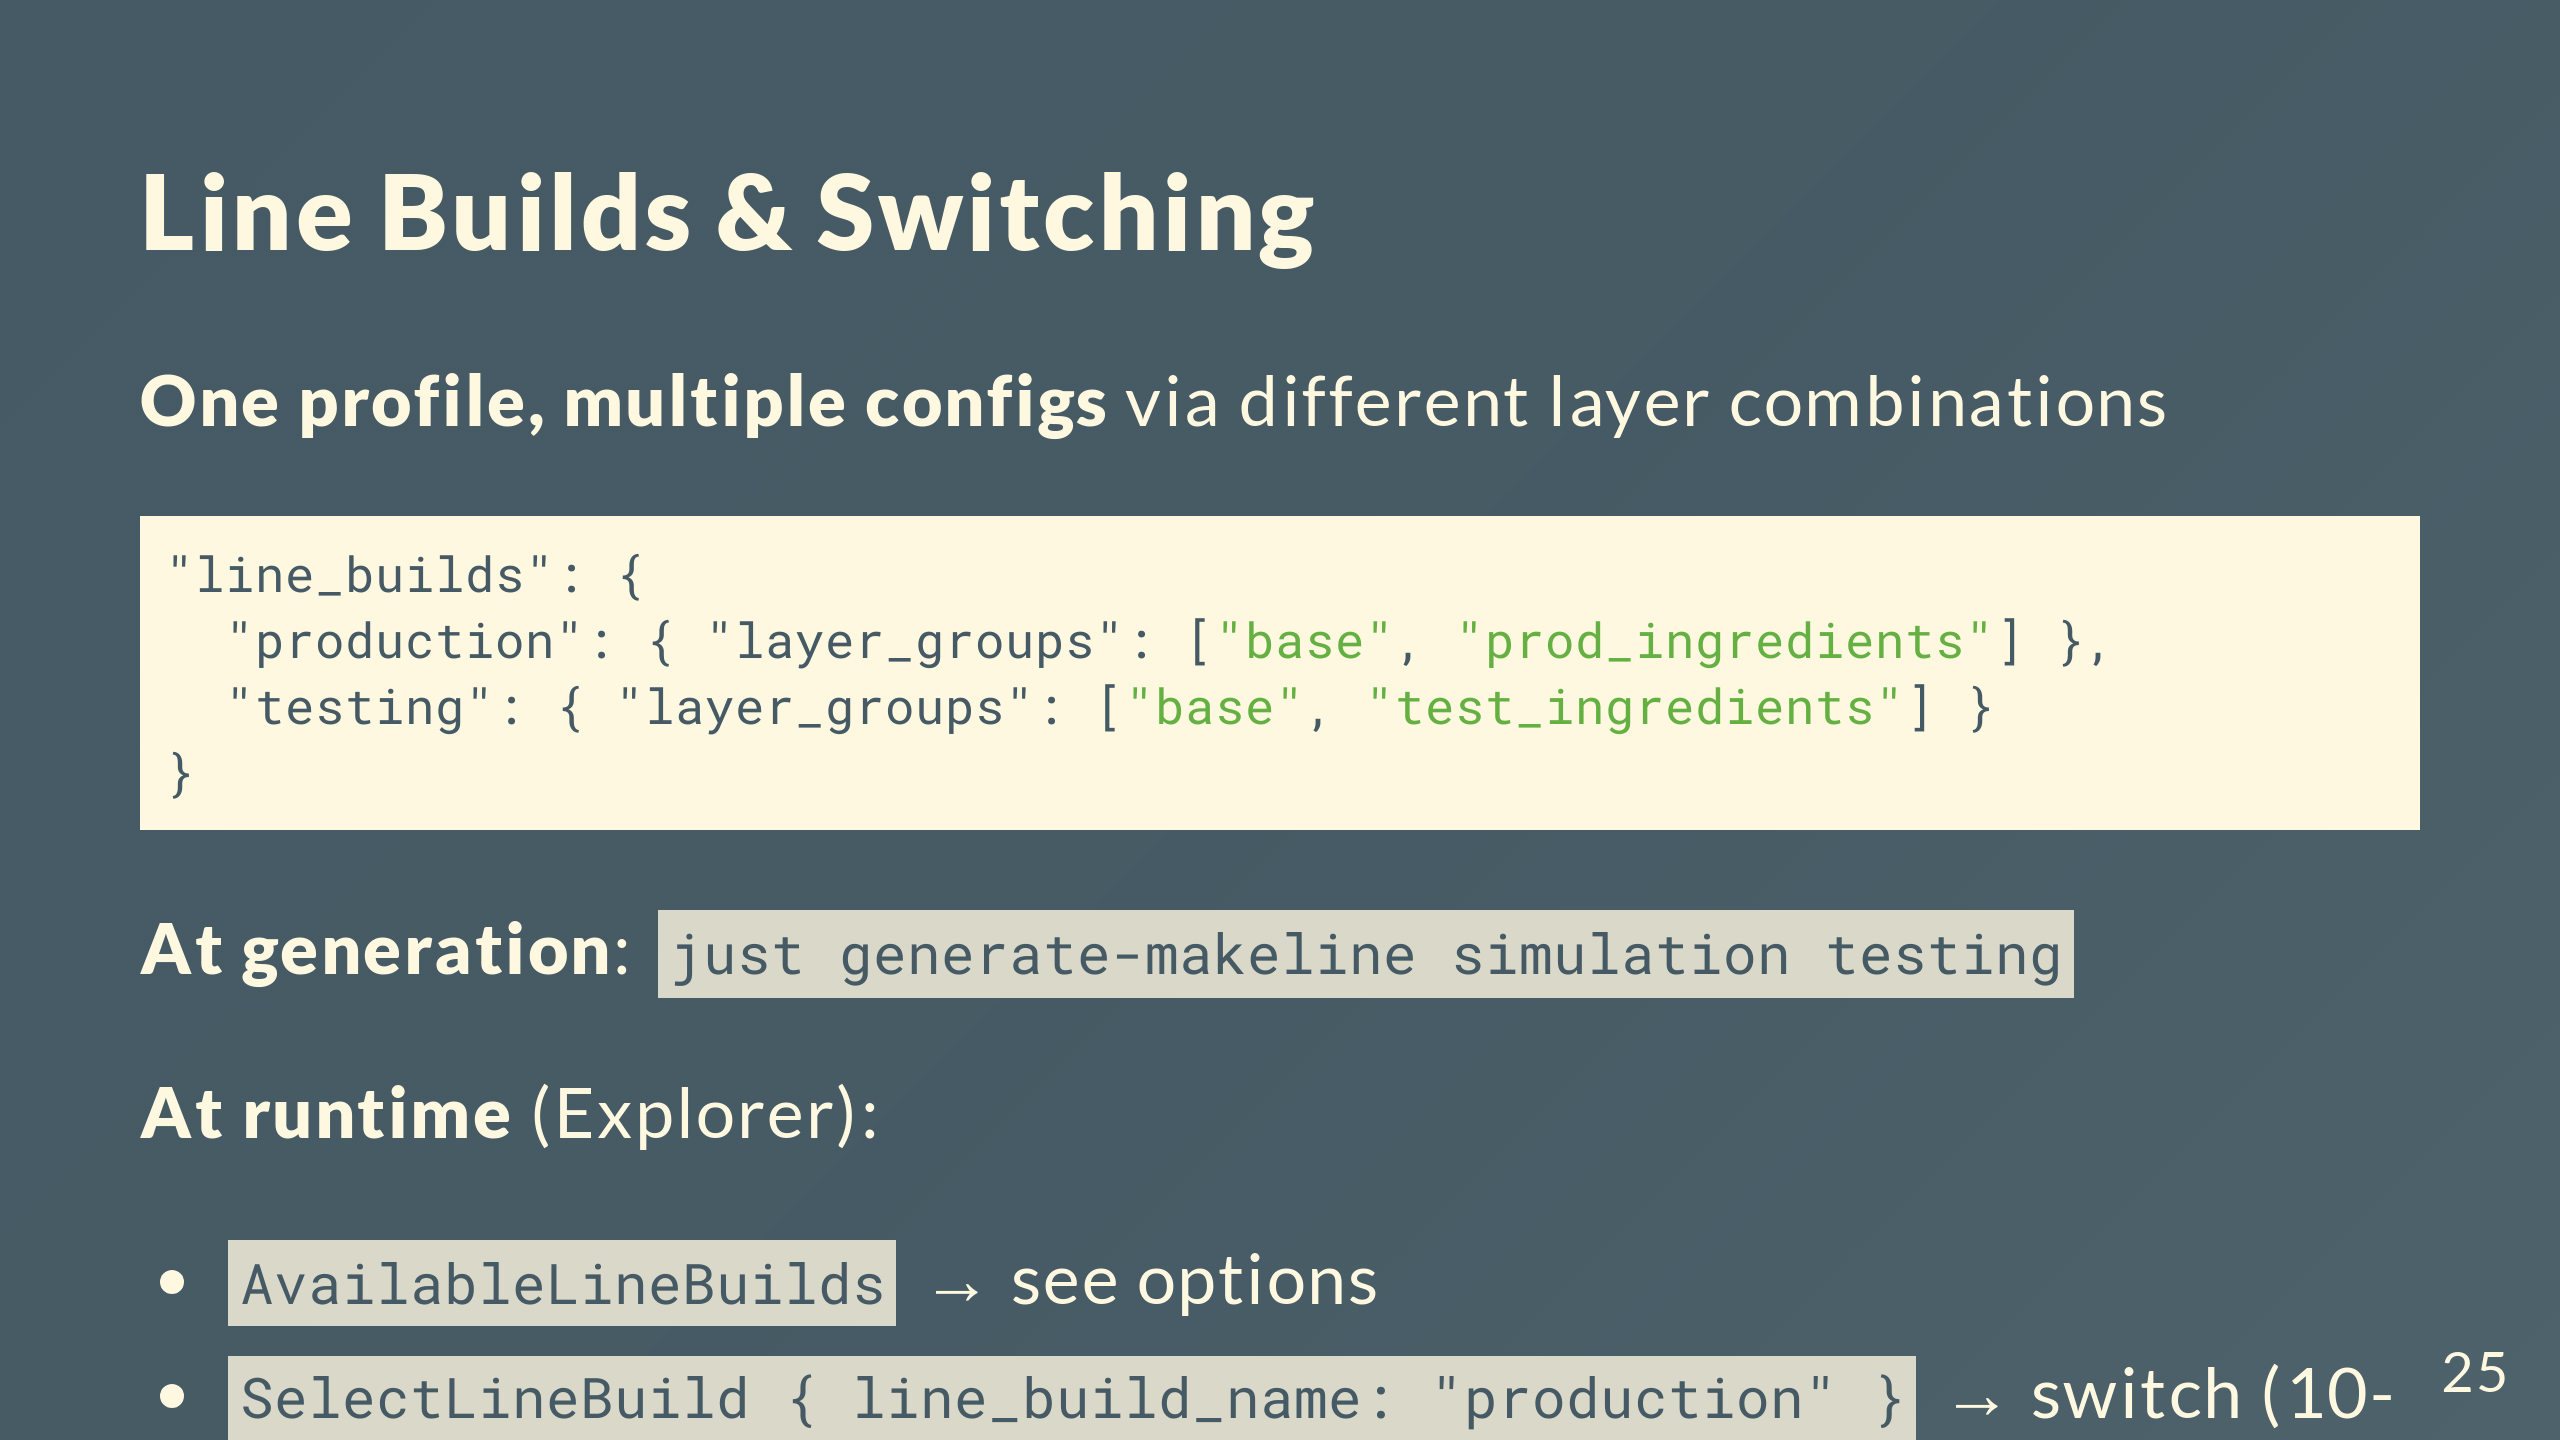 Line Builds & Switching
One profile, multiple configs via different layer combinations
"line_builds": {
  "production": { "layer_groups": ["base", "prod_ingredients"] },
  "testing": { "layer_groups": ["base", "test_ingredients"] }
}
At generation: just generate-makeline simulation testing
At runtime (Explorer):
• AvailableLineBuilds → see options
• SelectLineBuild { line_build_name: "production" } → switch (10-
25